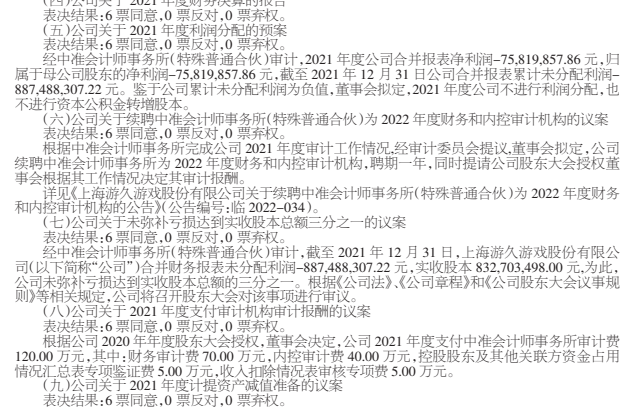 (四)公司关于 2021 年度财务决算的报告
表决结果:6 票同意,0 票反对,0 票弃权。
(五)公司关于 2021 年度利润分配的预案
表决结果:6 票同意,0 票反对,0 票弃权。
经中准会计师事务所(特殊普通合伙)审计,2021 年度公司合并报表净利润-75,819,857.86 元,归
属于母公司股东的净利润-75,819,857.86 元,截至 2021 年 12 月 31 日公司合并报表累计未分配利润-
887,488,307.22 元。鉴于公司累计未分配利润为负值,董事会拟定,2021 年度公司不进行利润分配,也
不进行资本公积金转增股本。
(六)公司关于续聘中准会计师事务所(特殊普通合伙)为 2022 年度财务和内控审计机构的议案
表决结果:6 票同意,0 票反对,0 票弃权。
根据中准会计师事务所完成公司 2021 年度审计工作情况,经审计委员会提议,董事会拟定,公司
续聘中准会计师事务所为 2022 年度财务和内控审计机构,聘期一年,同时提请公司股东大会授权董
事会根据其工作情况决定其审计报酬。
详见《上海游久游戏股份有限公司关于续聘中准会计师事务所(特殊普通合伙)为 2022 年度财务
和内控审计机构的公告》(公告编号:临 2022-034)。
(七)公司关于未弥补亏损达到实收股本总额三分之一的议案
表决结果:6 票同意,0 票反对,0 票弃权。
经中准会计师事务所(特殊普通合伙)审计,截至 2021 年 12 月 31 日,上海游久游戏股份有限公
司(以下简称“公司”)合并财务报表未分配利润-887,488,307.22 元,实收股本 832,703,498.00 元,为此,
公司未弥补亏损达到实收股本总额的三分之一。根据《公司法》、《公司章程》和《公司股东大会议事规
则》等相关规定,公司将召开股东大会对该事项进行审议。
(八)公司关于 2021 年度支付审计机构审计报酬的议案
表决结果:6 票同意,0 票反对,0 票弃权。
根据公司 2020 年年度股东大会授权,董事会决定,公司 2021 年度支付中准会计师事务所审计费
120.00 万元,其中:财务审计费 70.00 万元,内控审计费 40.00 万元,控股股东及其他关联方资金占用
情况汇总表专项鉴证费 5.00 万元,收入扣除情况表审核专项费 5.00 万元。
(九)公司关于 2021 年度计提资产减值准备的议案
表决结果:6 票同意,0 票反对,0 票弃权。